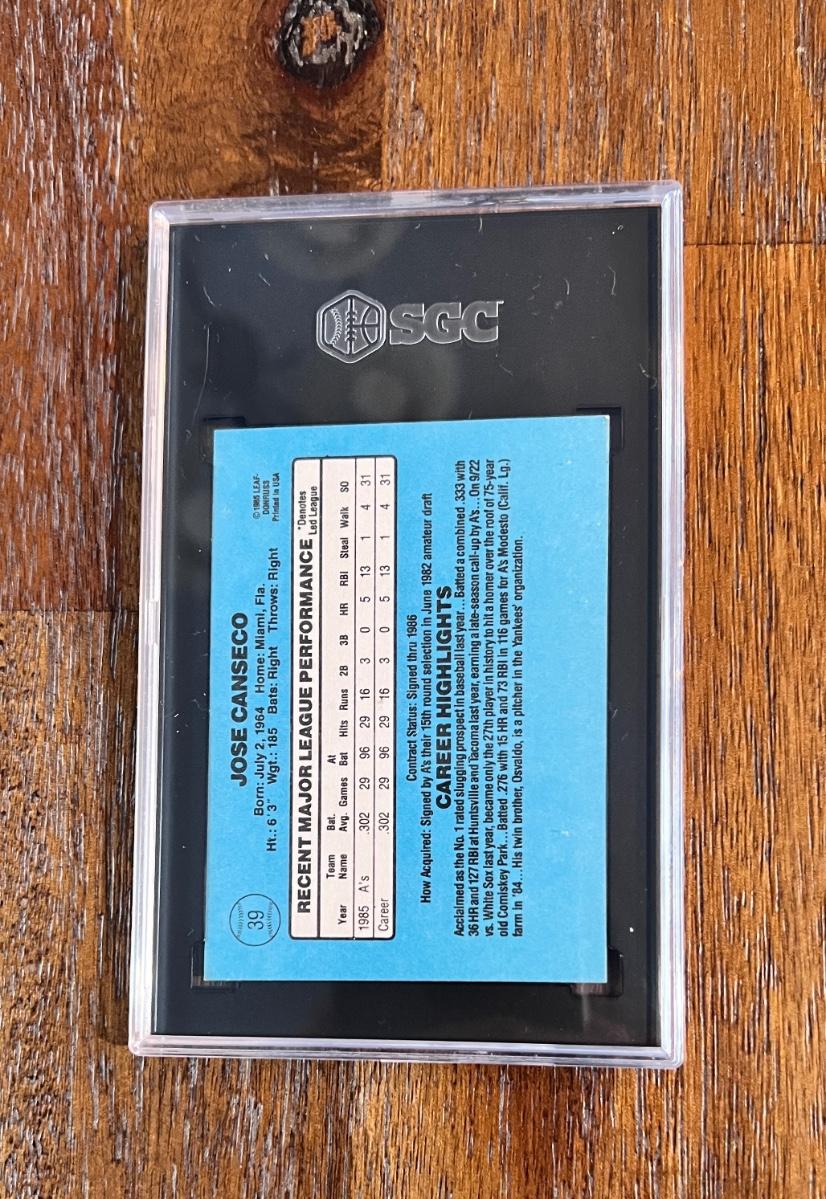 SGC
39
JOSE CANSECO
© 1986 LEAF-
DONRUSS
Printed in USA
Born: July 2, 1964 Home: Miami, Fla.
Ht.: 6'3" Wgt.: 185 Bats: Right Throws: Right
RECENT MAJOR LEAGUE PERFORMANCE
*Denotes
Led League
Year Team Name Bat. Avg. Games At Bat Hits Runs 2B 3B HR RBI Steal Walk SO
1985 A's .302 29 96 29 16 3 0 5 13 1 4 31
Career .302 29 96 29 16 3 0 5 13 1 4 31
Contract Status: Signed thru 1986
How Acquired: Signed by A's their 15th round selection in June 1982 amateur draft
CAREER HIGHLIGHTS
Acclaimed as the No. 1 rated slugging prospect in baseball last year... Batted a combined .333 with
36 HR and 127 RBI at Huntsville and Tacoma last year, earning a late-season call-up by A's... On 9/22
vs. White Sox last year, became only the 27th player in history to hit a homer over the roof of 75-year
old Comiskey Park... Batted .276 with 15 HR and 73 RBI in 116 games for A's Modesto (Calif. Lg.)
farm in '84... His twin brother, Osvaldo, is a pitcher in the Yankees' organization.